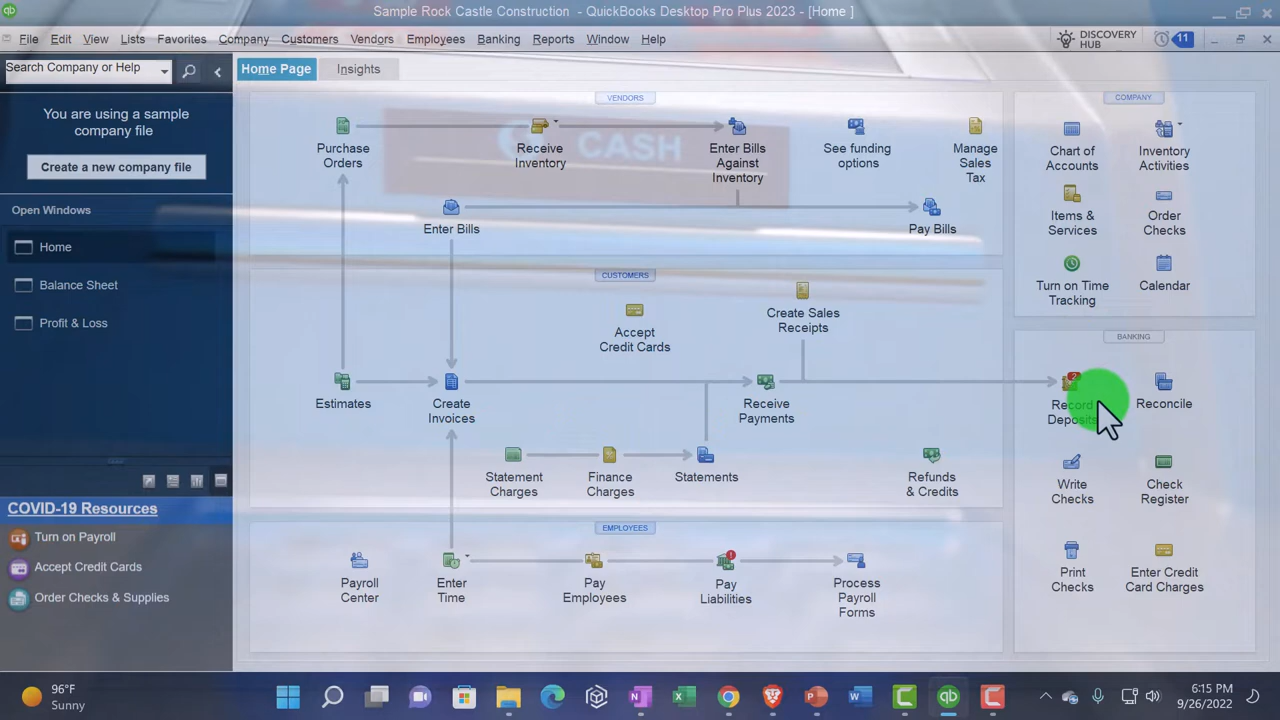 Sample Rock Castle Construction - QuickBooks Desktop Pro Plus 2023 - [Home ]
File Edit View Lists Favorites Company Customers Vendors Employees Banking Reports Window Help
DISCOVERY
HUB
11
Search Company or Help
Home Page
Insights
You are using a
sample
company file
Create a new company file
Open Windows
Home
Balance Sheet
Profit & Loss
COVID-19 Resources
Turn on Payroll
Accept Credit Cards
Order Checks & Supplies
VENDORS
Purchase
Orders
Receive
Inventory
CASH
Enter Bills
Against
Inventory
See funding
options
Manage
Sales
Tax
Enter Bills
Pay Bills
CUSTOMERS
Accept
Credit Cards
Create Sales
Receipts
Estimates
Create
Invoices
Receive
Payments
Statement
Charges
Finance
Charges
Statements
Refunds
& Credits
EMPLOYEES
Payroll
Center
Enter
Time
Pay
Employees
Pay
Liabilities
Process
Payroll
Forms
COMPANY
Chart of
Accounts
Inventory
Activities
Items &
Services
Order
Checks
Turn on Time
Tracking
Calendar
BANKING
2
Record
Deposits
Reconcile
Write
Checks
Check
Register
Print
Checks
Enter Credit
Card Charges
96°F
Sunny
6:15 PM
9/26/2022